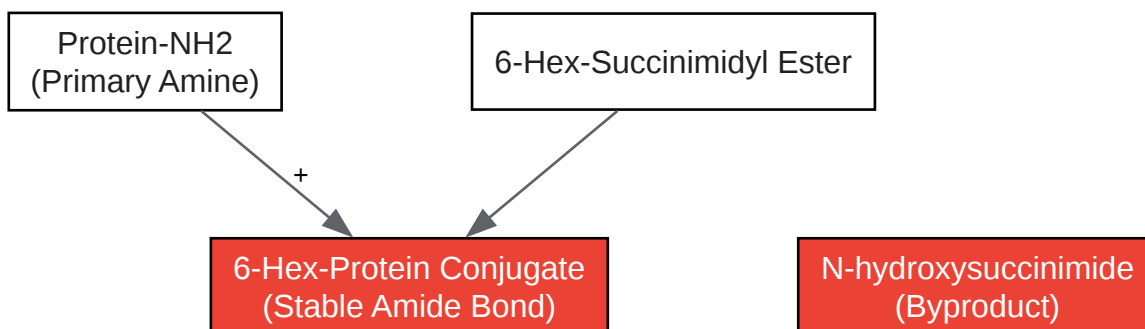 Protein-NH2
(Primary Amine)
6-Hex-Succinimidyl Ester
+
6-Hex-Protein Conjugate
(Stable Amide Bond)
N-hydroxysuccinimide
(Byproduct)